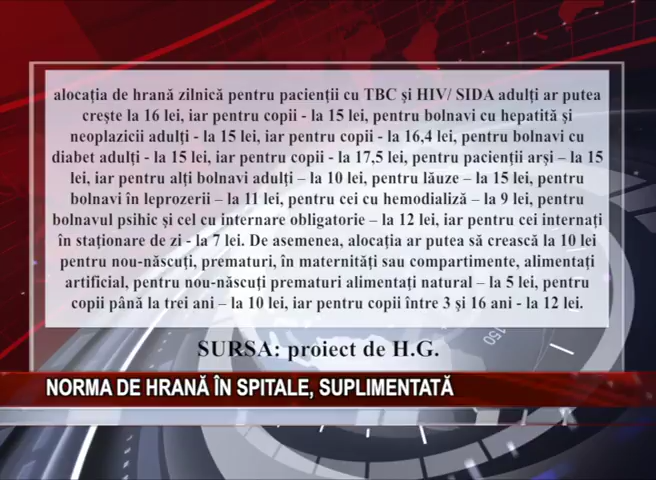 alocația de hrană zilnică pentru pacienții cu TBC și HIV/ SIDA adulți ar putea
crește la 16 lei, iar pentru copii - la 15 lei, pentru bolnavi cu hepatită și
neoplazicii adulți - la 15 lei, iar pentru copii - la 16,4 lei, pentru bolnavi cu
diabet adulți - la 15 lei, iar pentru copii - la 17,5 lei, pentru pacienții arși – la 15
lei, iar pentru alți bolnavi adulți – la 10 lei, pentru lăuze – la 15 lei, pentru
bolnavi în leprozerii – la 11 lei, pentru cei cu hemodializă – la 9 lei, pentru
bolnavul psihic și cel cu internare obligatorie – la 12 lei, iar pentru cei internați
în staționare de zi - la 7 lei. De asemenea, alocația ar putea să crească la 10 lei
pentru nou-născuți, prematuri, în maternități sau compartimente, alimentați
artificial, pentru nou-născuți prematuri alimentați natural – la 5 lei, pentru
copii până la trei ani – la 10 lei, iar pentru copii între 3 și 16 ani - la 12 lei.
SURSA: proiect de H.G.
150
NORMA DE HRANĂ ÎN SPITALE, SUPLIMENTATĂ